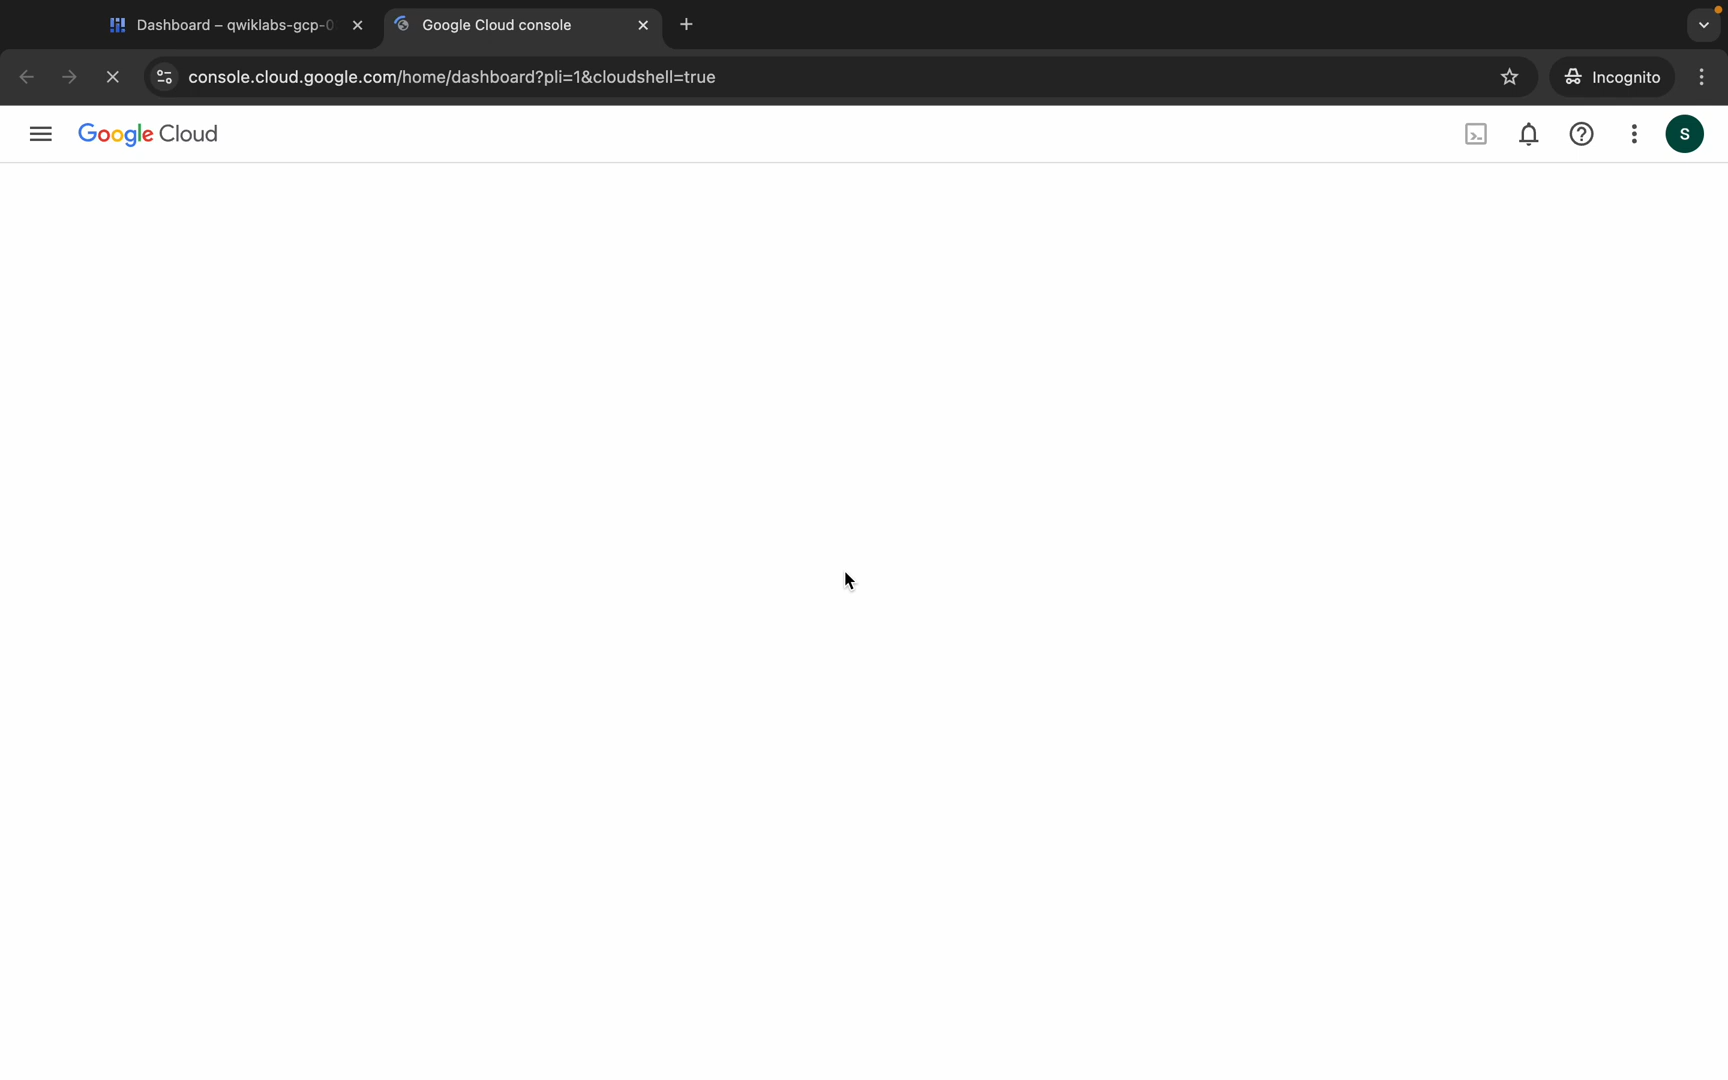 Dashboard – qwiklabs-gcp-0
Google Cloud console
console.cloud.google.com/home/dashboard?pli=1&cloudshell=true
Incognito
Google Cloud
S